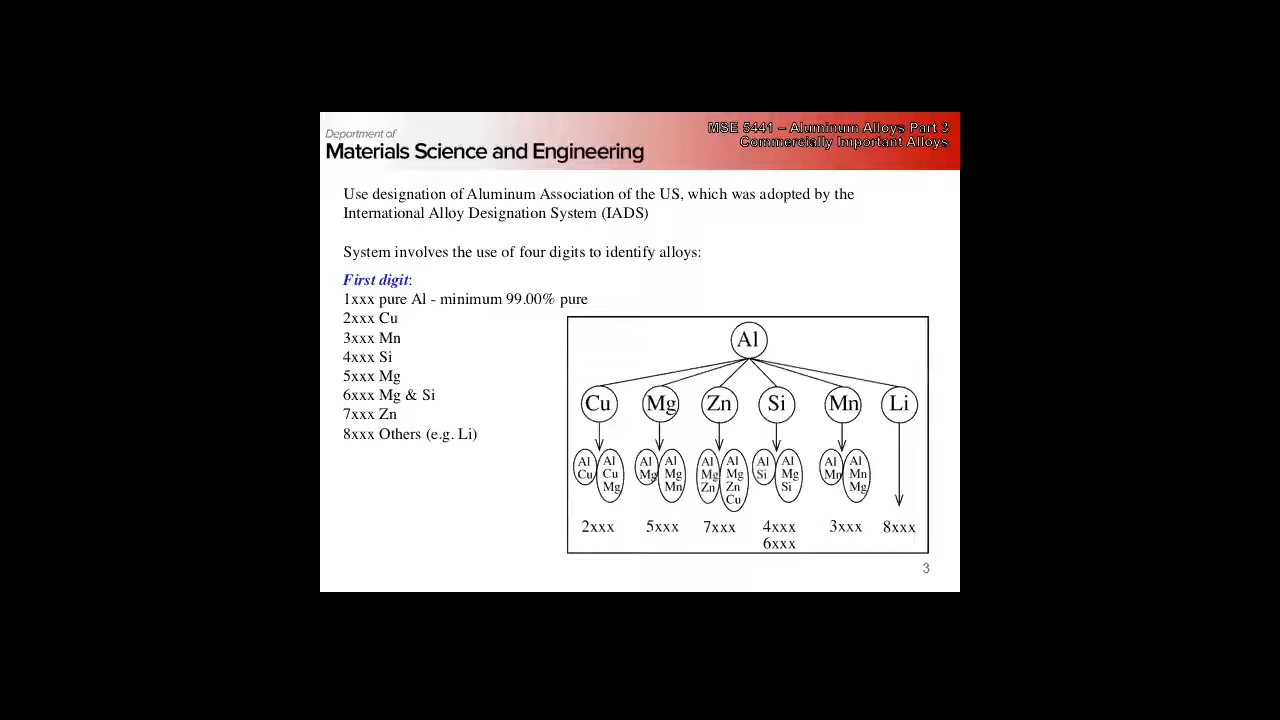 Department of
Materials Science and Engineering
MSE 5441 – Aluminum Alloys Part 3
Commercially Important Alloys
Use designation of Aluminum Association of the US, which was adopted by the
International Alloy Designation System (IADS)
System involves the use of four digits to identify alloys:
First digit:
1xxx pure Al - minimum 99.00% pure
2xxx Cu
3xxx Mn
4xxx Si
5xxx Mg
6xxx Mg & Si
7xxx Zn
8xxx Others (e.g. Li)
Al
Cu Mg Zn Si Mn Li
Al Cu
Al Cu Mg
Al Mg
Al Mg Mn
Al Mg Zn
Al Mg Zn Cu
Al Si
Al Mg Si
Al Mn
Al Mn Mg
2xxx 5xxx 7xxx 4xxx 3xxx 8xxx
6xxx
3